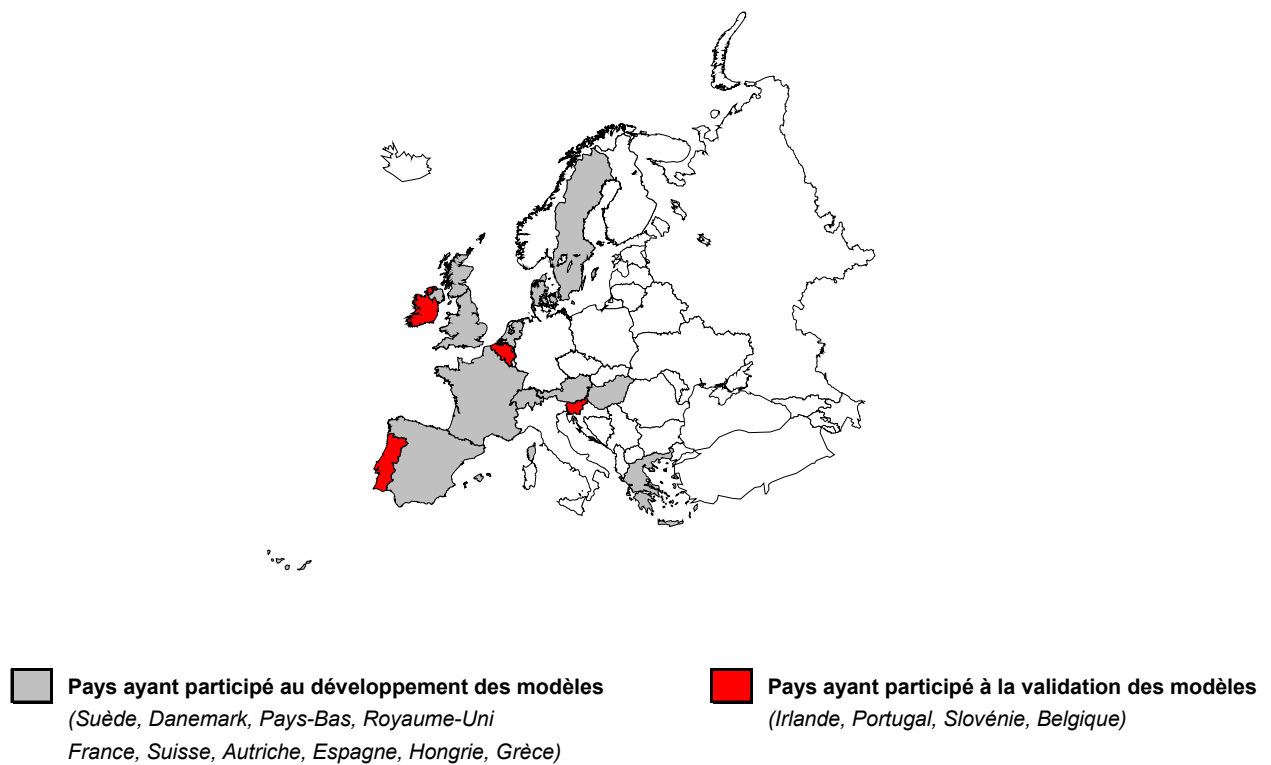 Pays ayant participé au développement des modèles
(Suède, Danemark, Pays-Bas, Royaume-Uni
France, Suisse, Autriche, Espagne, Hongrie, Grèce)
Pays ayant participé à la validation des modèles
(Irlande, Portugal, Slovénie, Belgique)